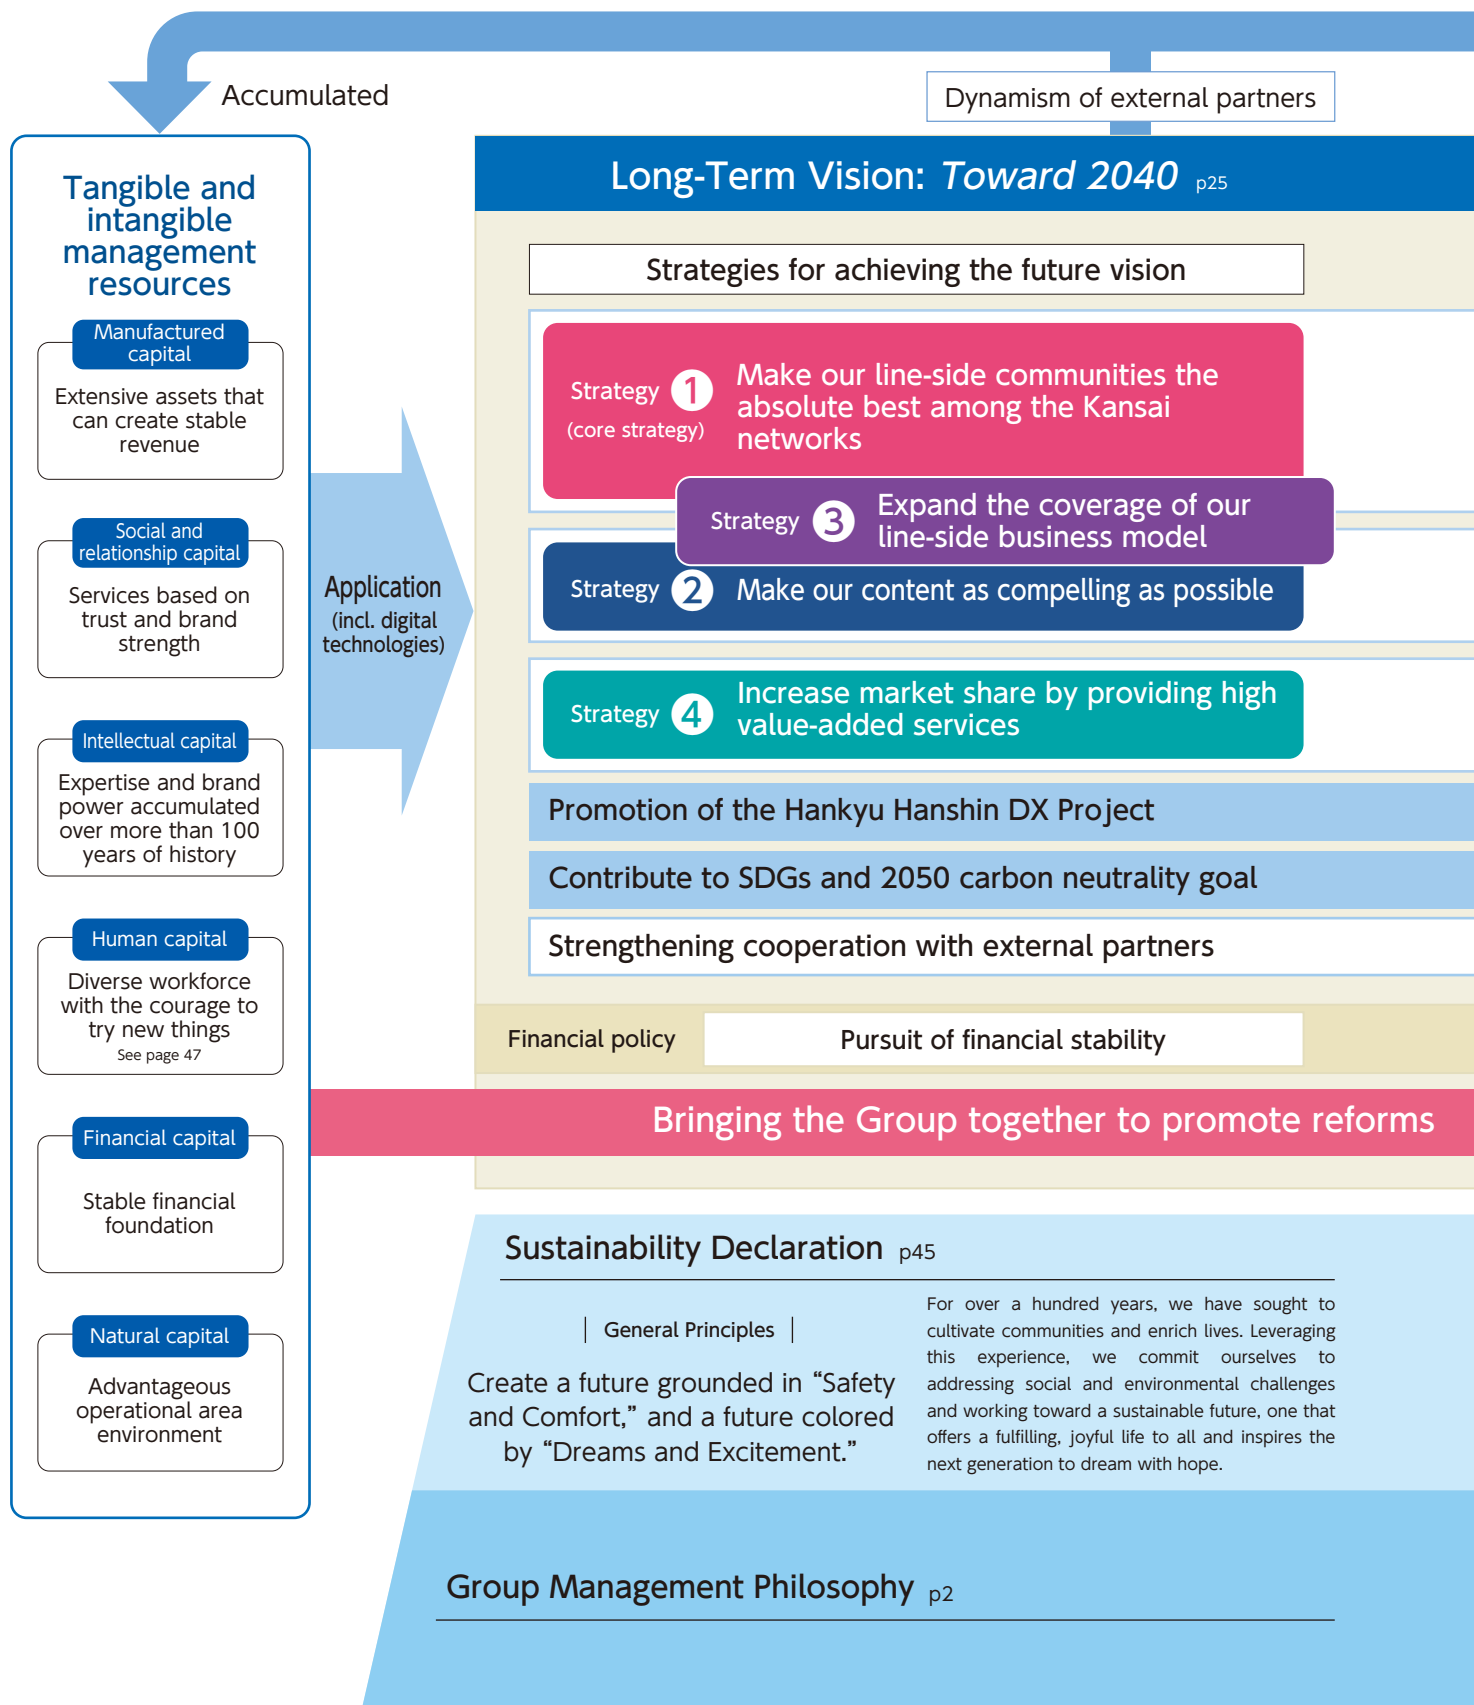 Accumulated
Dynamism of external partners
Tangible and
intangible
management
resources
Manufactured
capital
Extensive assets that
can create stable
revenue
Social and
relationship capital
Services based on
trust and brand
strength
Intellectual capital
Expertise and brand
power accumulated
over more than 100
years of history
Human capital
Diverse workforce
with the courage to
try new things
See page 47
Financial capital
Stable financial
foundation
Natural capital
Advantageous
operational area
environment
Application
(incl. digital
technologies)
Long-Term Vision: Toward 2040 p25
Strategies for achieving the future vision
Strategy 1
(core strategy)
Make our line-side communities the
absolute best among the Kansai
networks
Strategy 3
Expand the coverage of our
line-side business model
Strategy 2 Make our content as compelling as possible
Strategy 4
Increase market share by providing high
value-added services
Promotion of the Hankyu Hanshin DX Project
Contribute to SDGs and 2050 carbon neutrality goal
Strengthening cooperation with external partners
Financial policy
Pursuit of financial stability
Bringing the Group together to promote reforms
Sustainability Declaration p45
General Principles
Create a future grounded in “Safety
and Comfort,” and a future colored
by “Dreams and Excitement.”
For over a hundred years, we have sought to
cultivate communities and enrich lives. Leveraging
this experience, we commit ourselves to
addressing social and environmental challenges
and working toward a sustainable future, one that
offers a fulfilling, joyful life to all and inspires the
next generation to dream with hope.
Group Management Philosophy p2